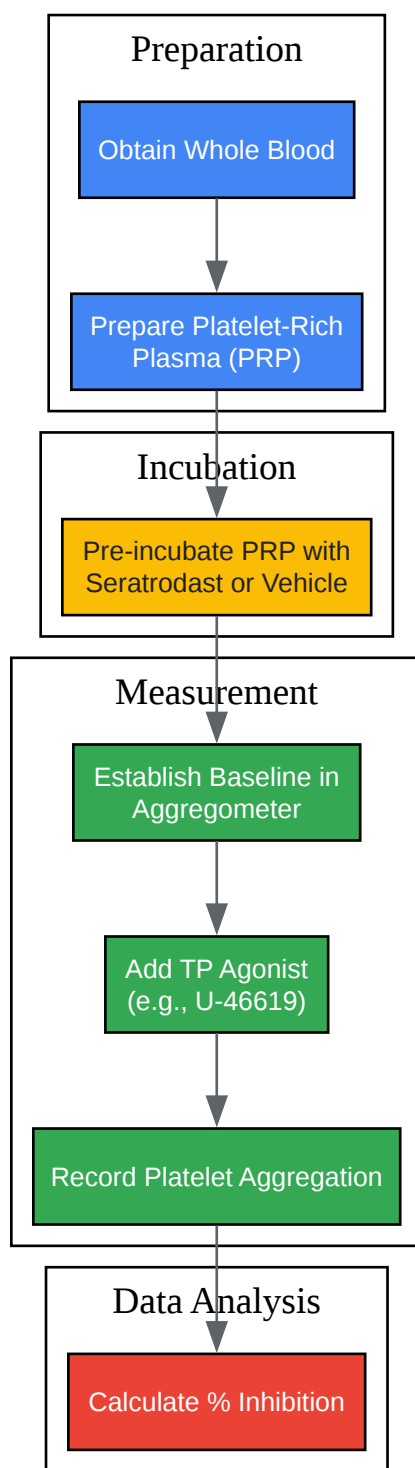 Preparation
Obtain Whole Blood
Prepare Platelet-Rich
Plasma (PRP)
Incubation
Pre-incubate PRP with
Seratrodast or Vehicle
Measurement
Establish Baseline in
Aggregometer
Add TP Agonist
(e.g., U-46619)
Record Platelet Aggregation
Data Analysis
Calculate % Inhibition